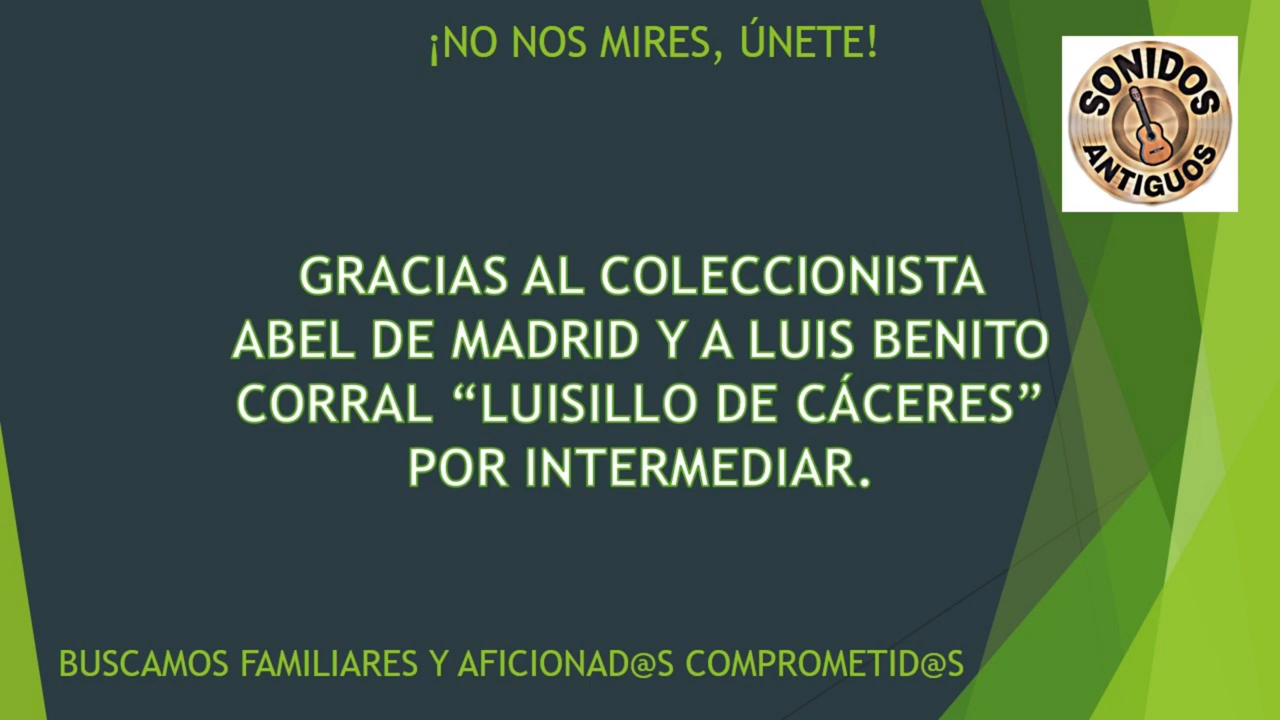 ¡NO NOS MIRES, ÚNETE!
SONIDOS
ANTIGUOS
GRACIAS AL COLECCIONISTA
ABEL DE MADRID Y A LUIS BENITO
CORRAL “LUISILLO DE CÁCERES”
POR INTERMEDIAR.
BUSCAMOS FAMILIARES Y AFICIONAD@S COMPROMETID@S